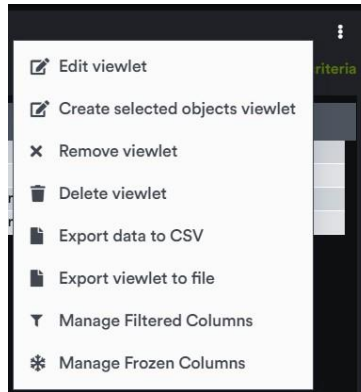 riteria
Edit viewlet
Create selected objects viewlet
Remove viewlet
Delete viewlet
Export data to CSV
Export viewlet to file
Manage Filtered Columns
Manage Frozen Columns